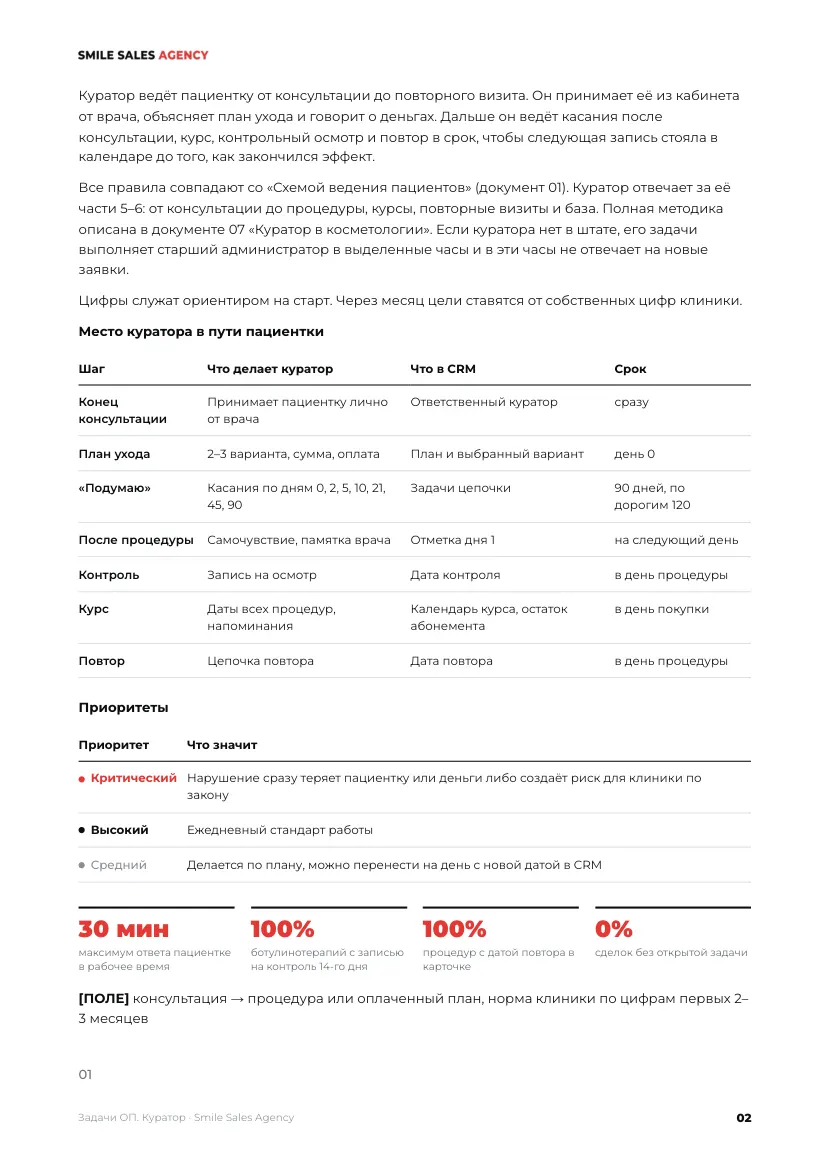 SMILE SALES AGENCY
Куратор ведёт пациентку от консультации до повторного визита. Он принимает её из кабинета
от врача, объясняет план ухода и говорит о деньгах. Дальше он ведёт касания после
консультации, курс, контрольный осмотр и повтор в срок, чтобы следующая запись стояла в
календаре до того, как закончился эффект.
Все правила совпадают со «Схемой ведения пациентов» (документ 01). Куратор отвечает за её
части 5–6: от консультации до процедуры, курсы, повторные визиты и база. Полная методика
описана в документе 07 «Куратор в косметологии». Если куратора нет в штате, его задачи
выполняет старший администратор в выделенные часы и в эти часы не отвечает на новые
заявки.
Цифры служат ориентиром на старт. Через месяц цели ставятся от собственных цифр клиники.
Место куратора в пути пациентки
Шаг Что делает куратор Что в CRM Срок
Конец Принимает пациентку лично Ответственный куратор сразу
консультации от врача
План ухода 2–3 варианта, сумма, оплата План и выбранный вариант день 0
«Подумаю» Касания по дням 0, 2, 5, 10, 21, Задачи цепочки 90 дней, по
45, 90 дорогим 120
После процедуры Самочувствие, памятка врача Отметка дня 1 на следующий день
Контроль Запись на осмотр Дата контроля в день процедуры
Курс Даты всех процедур, Календарь курса, остаток в день покупки
напоминания абонемента
Повтор Цепочка повтора Дата повтора в день процедуры
Приоритеты
Приоритет Что значит
● Критический Нарушение сразу теряет пациентку или деньги либо создаёт риск для клиники по
закону
● Высокий Ежедневный стандарт работы
● Средний Делается по плану, можно перенести на день с новой датой в CRM
30 мин 100% 100% 0%
максимум ответа пациентке ботулинотерапий с записью процедур с датой повтора в сделок без открытой задачи
в рабочее время на контроль 14-го дня карточке
[ПОЛЕ] консультация → процедура или оплаченный план, норма клиники по цифрам первых 2–
3 месяцев
01
Задачи ОП. Куратор · Smile Sales Agency 02